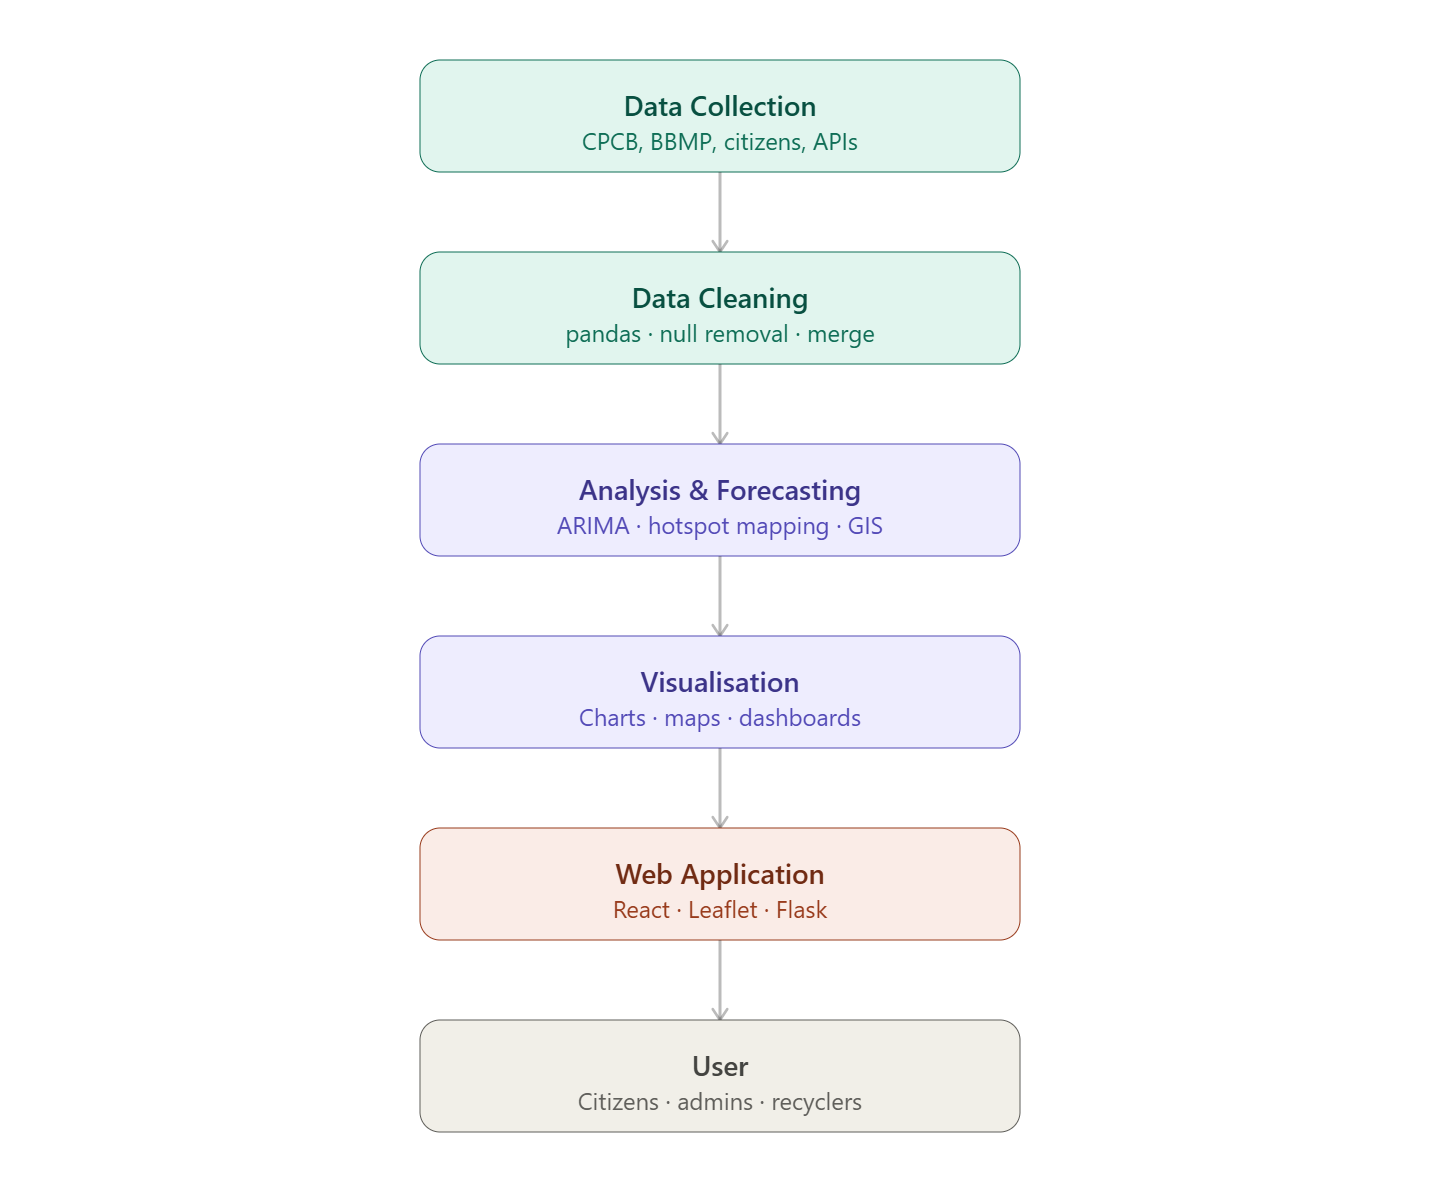 Data Collection
CPCB, BBMP, citizens, APIs
Data Cleaning
pandas · null removal · merge
Analysis & Forecasting
ARIMA · hotspot mapping · GIS
Visualisation
Charts · maps · dashboards
Web Application
React · Leaflet · Flask
User
Citizens · admins · recyclers